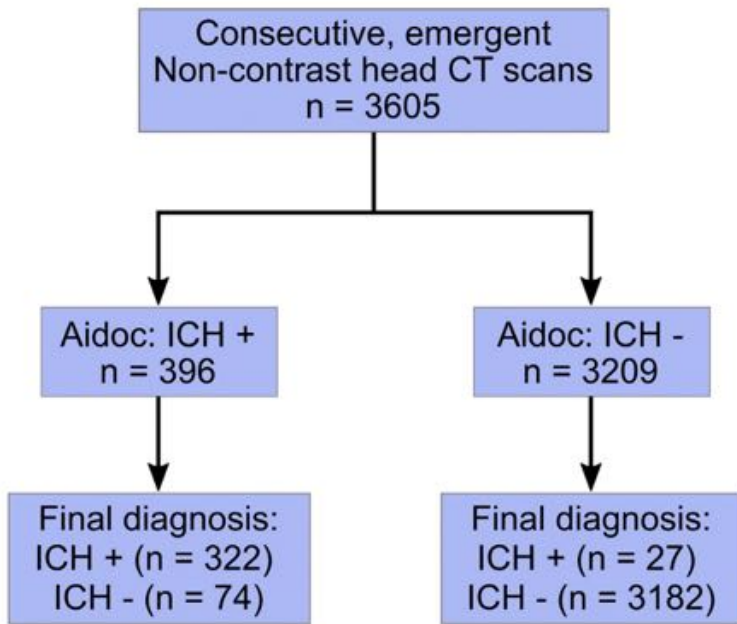 Consecutive, emergent
Non-contrast head CT scans
n = 3605
Aidoc: ICH +
n = 396
Aidoc: ICH -
n = 3209
Final diagnosis:
ICH + (n = 322)
ICH - (n = 74)
Final diagnosis:
ICH + (n = 27)
ICH - (n = 3182)